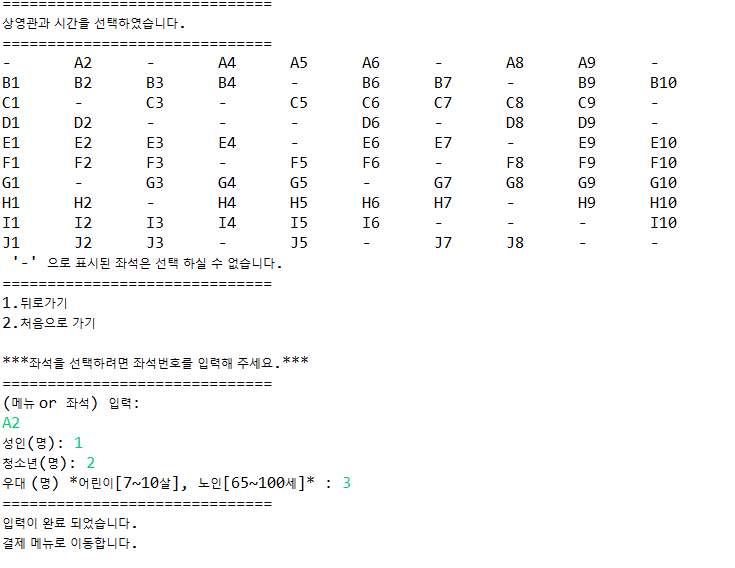 ==============================
상영관과 시간을 선택하였습니다.
==============================
-	A2	-	A4	A5	A6	-	A8	A9	-
B1	B2	B3	B4	-	B6	B7	-	B9	B10
C1	-	C3	-	C5	C6	C7	C8	C9	-
D1	D2	-	-	-	D6	-	D8	D9	-
E1	E2	E3	E4	-	E6	E7	-	E9	E10
F1	F2	F3	-	F5	F6	-	F8	F9	F10
G1	-	G3	G4	G5	-	G7	G8	G9	G10
H1	H2	-	H4	H5	H6	H7	-	H9	H10
I1	I2	I3	I4	I5	I6	-	-	-	I10
J1	J2	J3	-	J5	-	J7	J8	-	-
'-' 으로 표시된 좌석은 선택 하실 수 없습니다.
==============================
1.뒤로가기
2.처음으로 가기
***좌석을 선택하려면 좌석번호를 입력해 주세요.***
==============================
(메뉴 or 좌석) 입력:
A2
성인(명): 1
청소년(명): 2
우대 (명) *어린이[7~10살], 노인[65~100세]* : 3
==============================
입력이 완료 되었습니다.
결제 메뉴로 이동합니다.